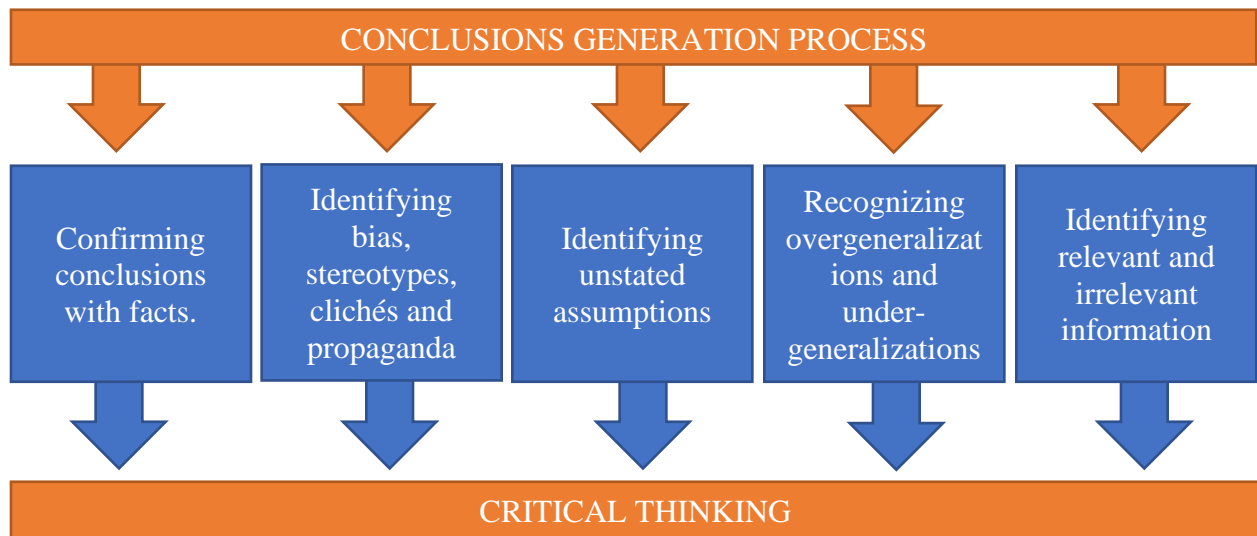 CONCLUSIONS GENERATION PROCESS
Confirming
conclusions
with facts.
Identifying
bias,
stereotypes,
clichés and
propaganda
Identifying
unstated
assumptions
Recognizing
overgeneralizat
ions and
under-
generalizations
Identifying
relevant and
irrelevant
information
CRITICAL THINKING